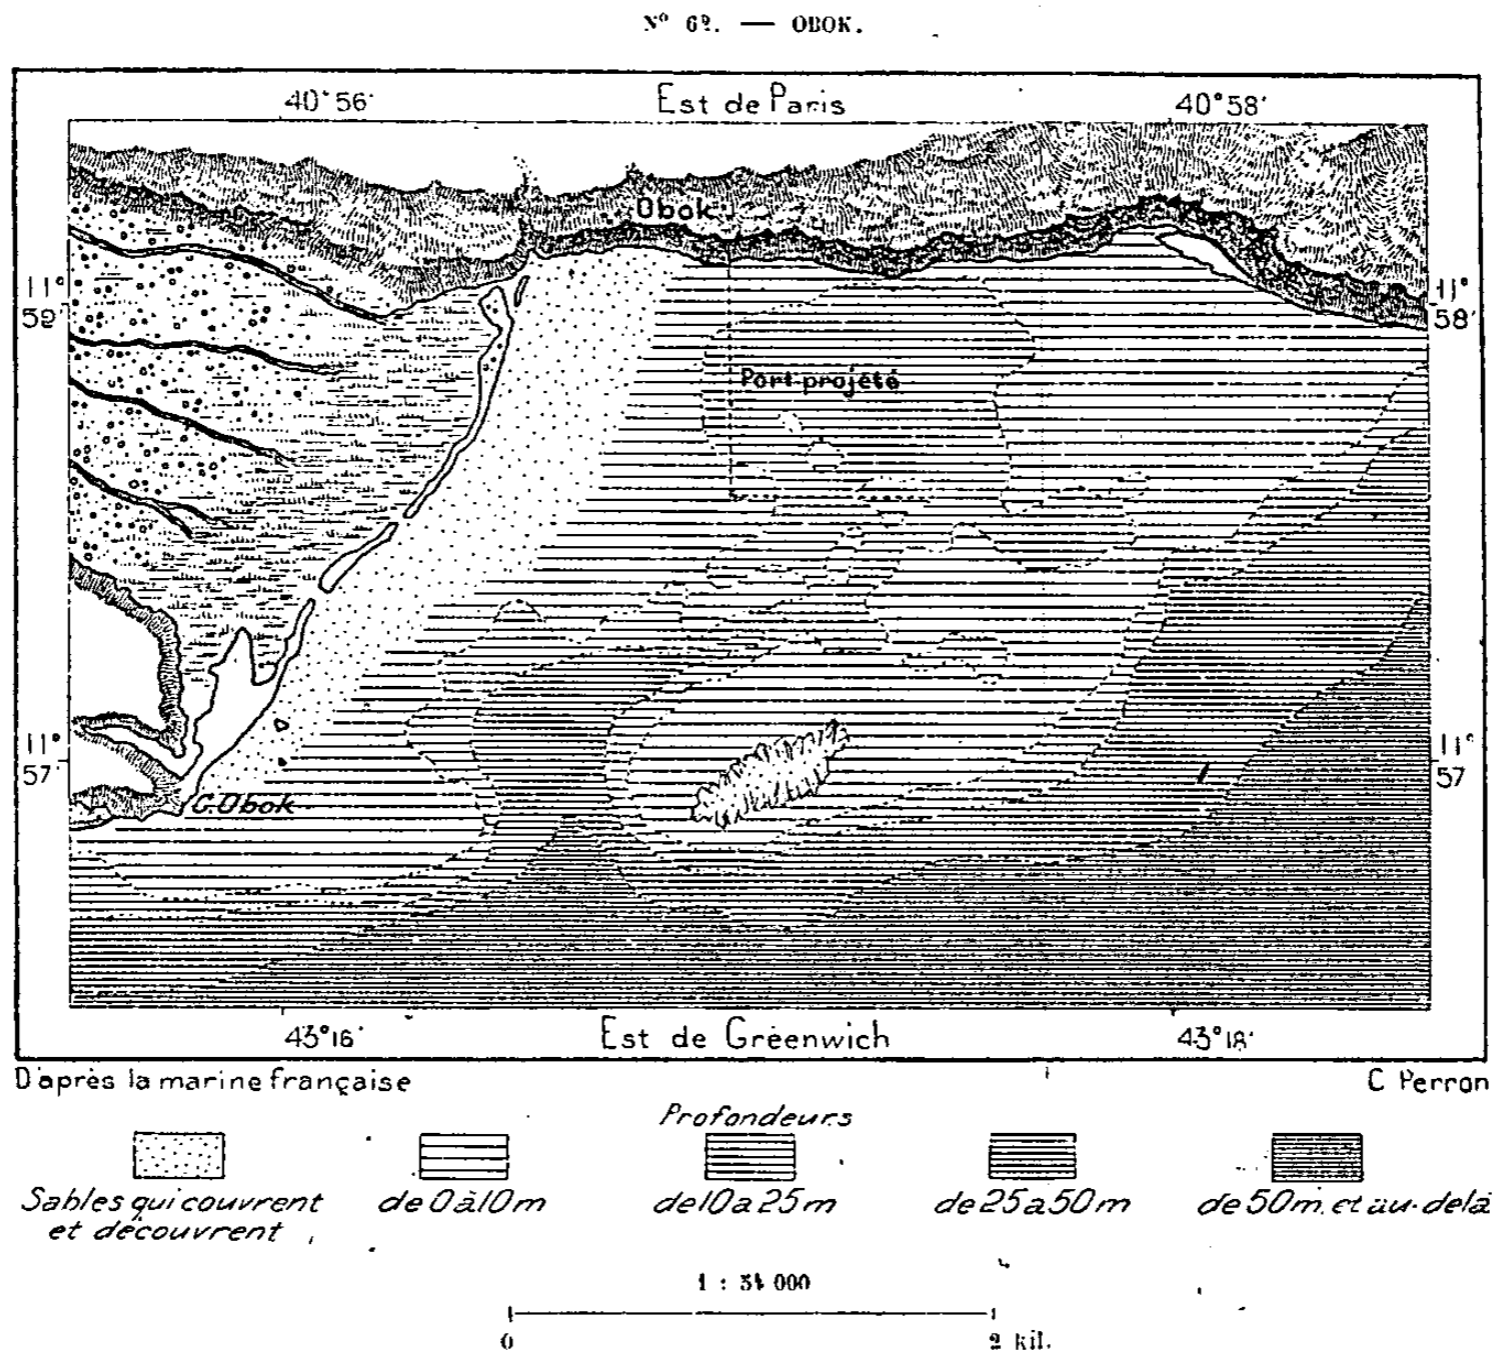 Nº 62. — OBOK.
40°56' Est de Paris 40°58'
Obok
11° 11°
58' 58'
Port projété
11° 11°
57' 57
C. Obok
43°16' Est de Greenwich 43°18'
D'après la marine française C Perron
Profondeurs
Sables qui couvrent de 0 à 10 m de 10 a 25 m de 25 a 50 m de 50 m. et au-delà
et découvrent
1 : 34 000
0 2 kil.